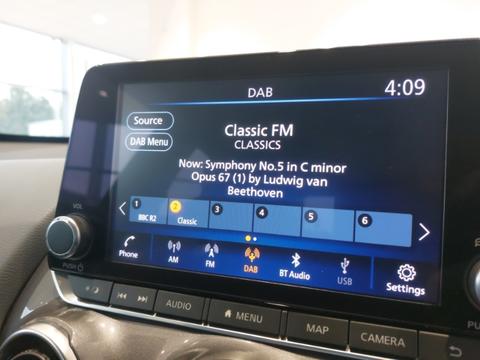 DAB
4:09
Source
DAB Menu
Classic FM
CLASSICS
Now: Symphony No.5 in C minor
Opus 67 (1) by Ludwig van
Beethoven
1 2 3 4 5 6
BBC R2 Classic
Phone AM FM DAB BT Audio USB Settings
VOL
PUSH
AUDIO MENU MAP CAMERA
PUSH